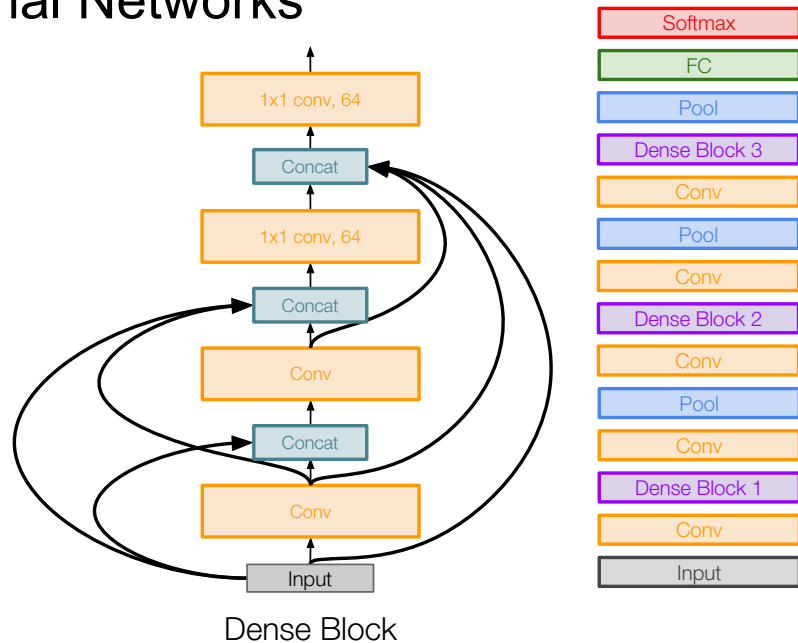 nal Networks
1x1 conv, 64
Concat
1x1 conv, 64
Concat
Conv
Concat
Conv
Input
Dense Block
Softmax
FC
Pool
Dense Block 3
Conv
Pool
Conv
Dense Block 2
Conv
Pool
Conv
Dense Block 1
Conv
Input